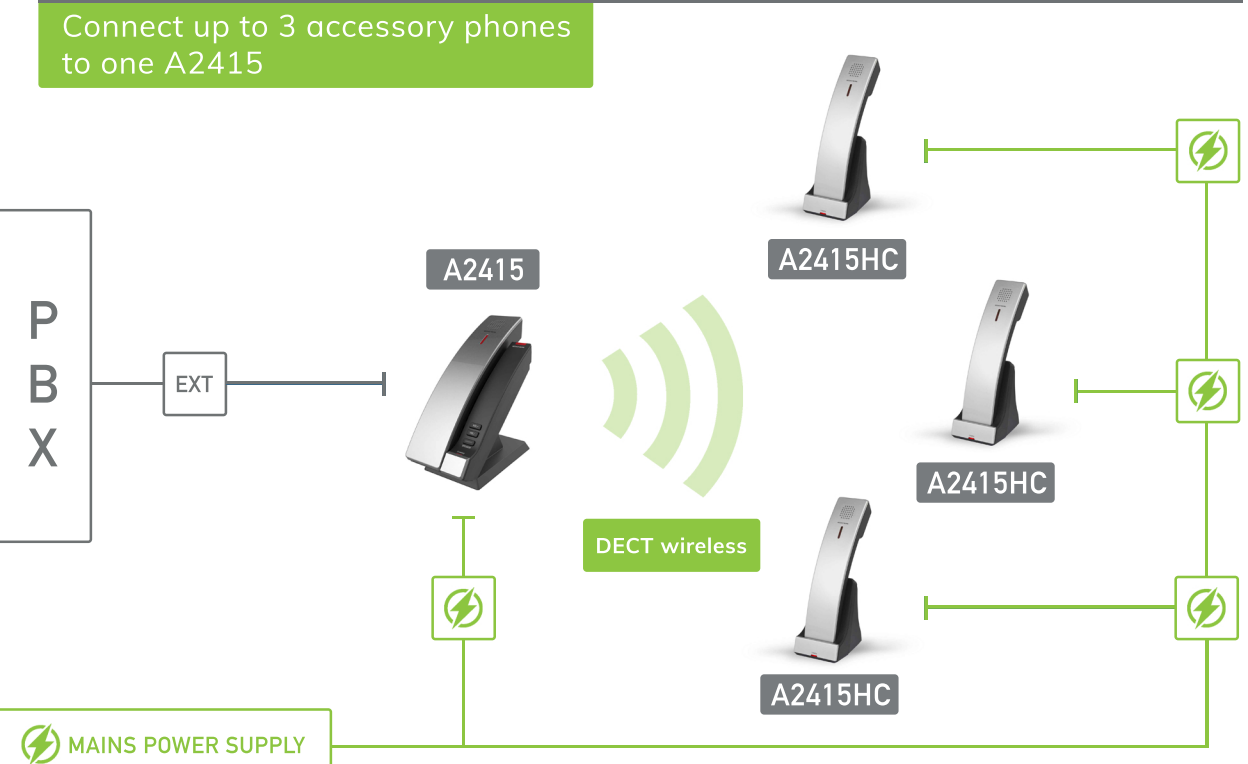 Connect up to 3 accessory phones
to one A2415
A2415HC
A2415
P
B
X
EXT
A2415HC
DECT wireless
A2415HC
MAINS POWER SUPPLY